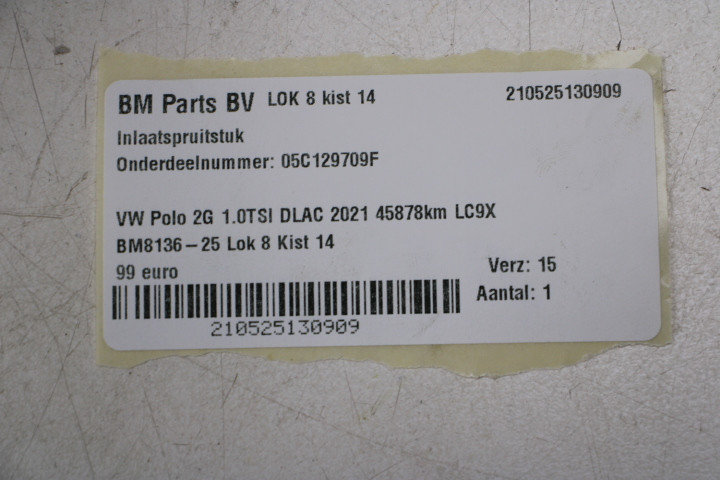 BM Parts BV LOK 8 kist 14 210525130909
Inlaatspruitstuk
Onderdeelnummer: 05C129709F
VW Polo 2G 1.0TSI DLAC 2021 45878km LC9X
BM8136-25 Lok 8 Kist 14
99 euro Verz: 15
Aantal: 1
210525130909